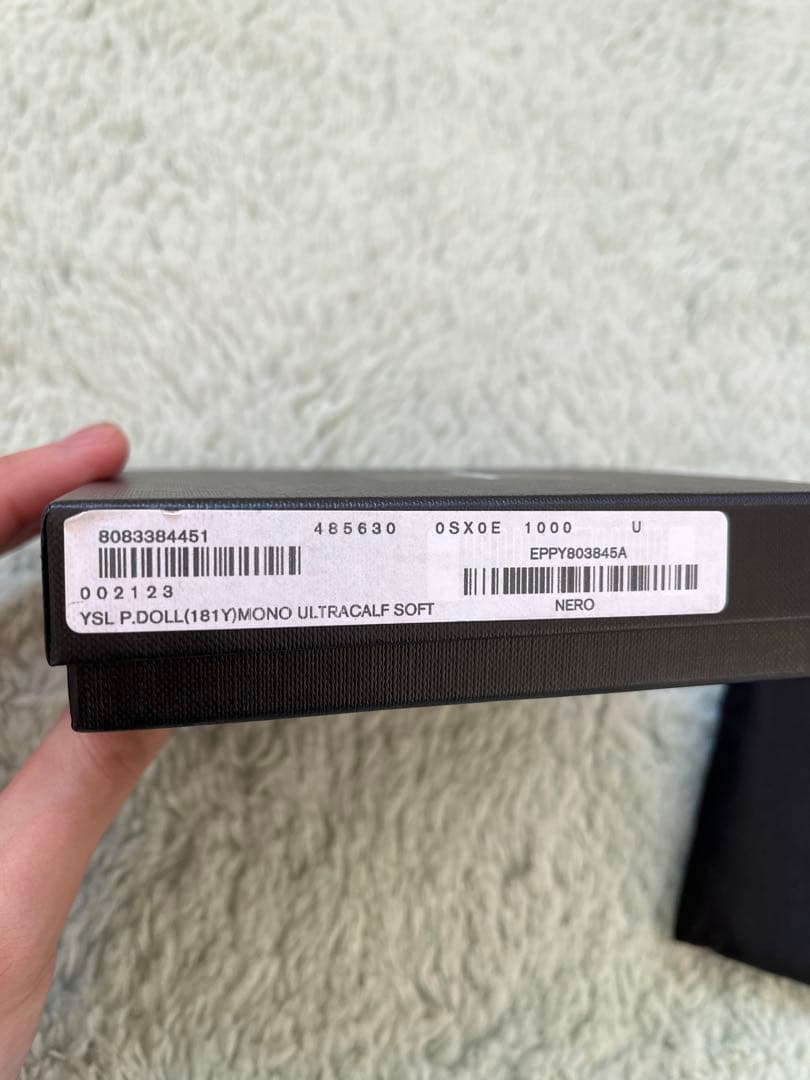 8083384451 485630 0SX0E 1000 U
EPPY803845A
002123
YSL P.DOLL(181Y)MONO ULTRACALF SOFT NERO